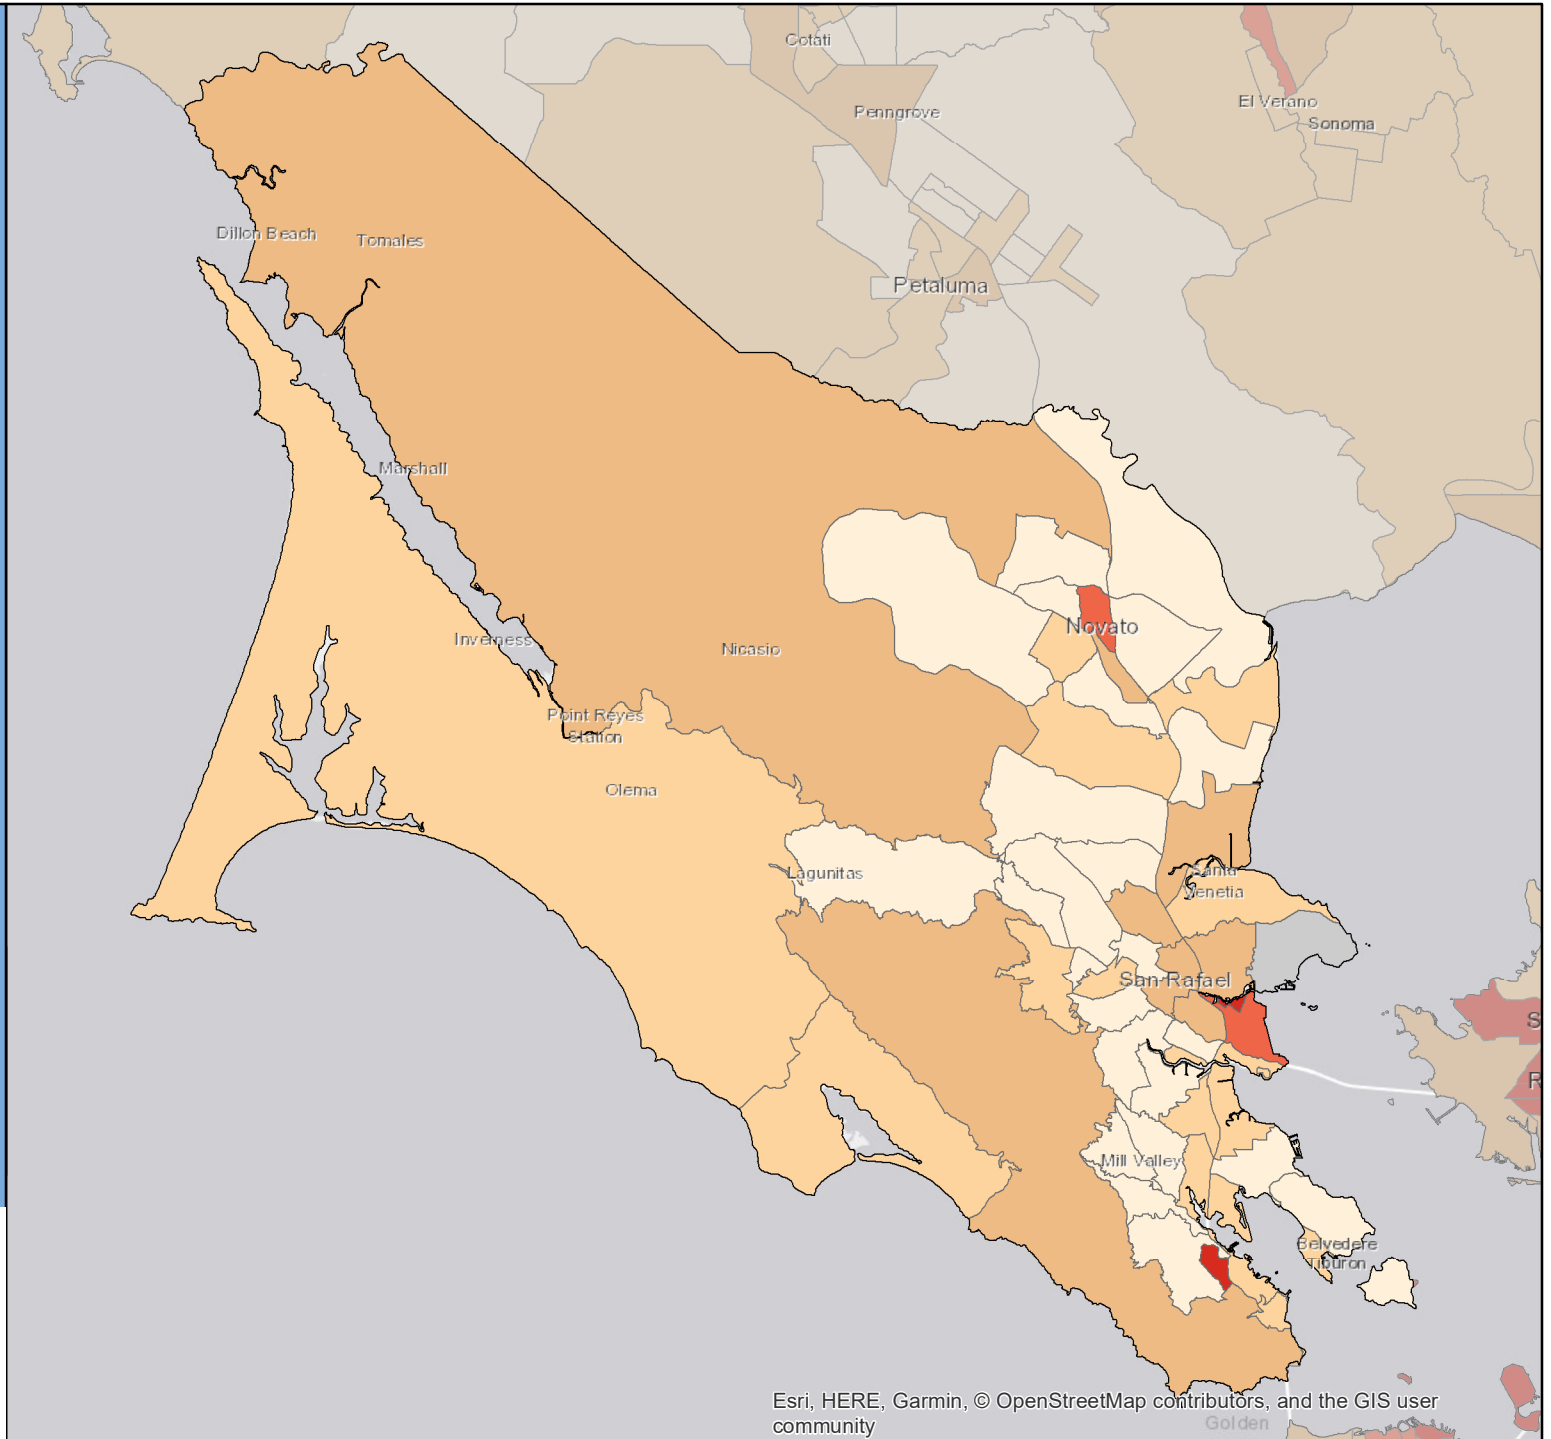 Cotati
El Verano
Penngrove
Sonoma
Dillon Beach
Tomales
Petaluma
Marshall
Novato
Inverness
Nicasio
Point Reyes
Station
Olema
Lagunitas
Santa
Venetia
San Rafael
S
R
Mill Valley
Belvedere
Tiburon
Esri, HERE, Garmin, © OpenStreetMap contributors, and the GIS user
community
Golden